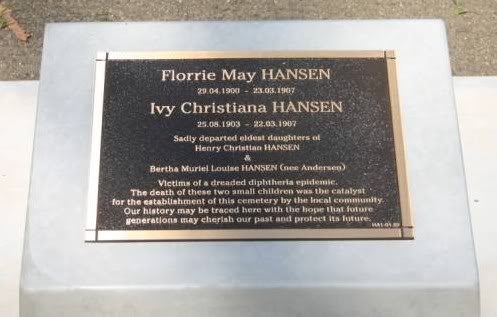 Florrie May HANSEN
29.04.1900 - 23.03.1907
Ivy Christiana HANSEN
25.08.1903 - 22.03.1907
Sadly departed eldest daughters of
Henry Christian HANSEN
&
Bertha Muriel Louise HANSEN (nee Andersen)
Victims of a dreaded diphtheria epidemic.
The death of these two small children was the catalyst
for the establishment of this cemetery by the local community.
Our history may be traced here with the hope that future
generations may cherish our past and protect its future.